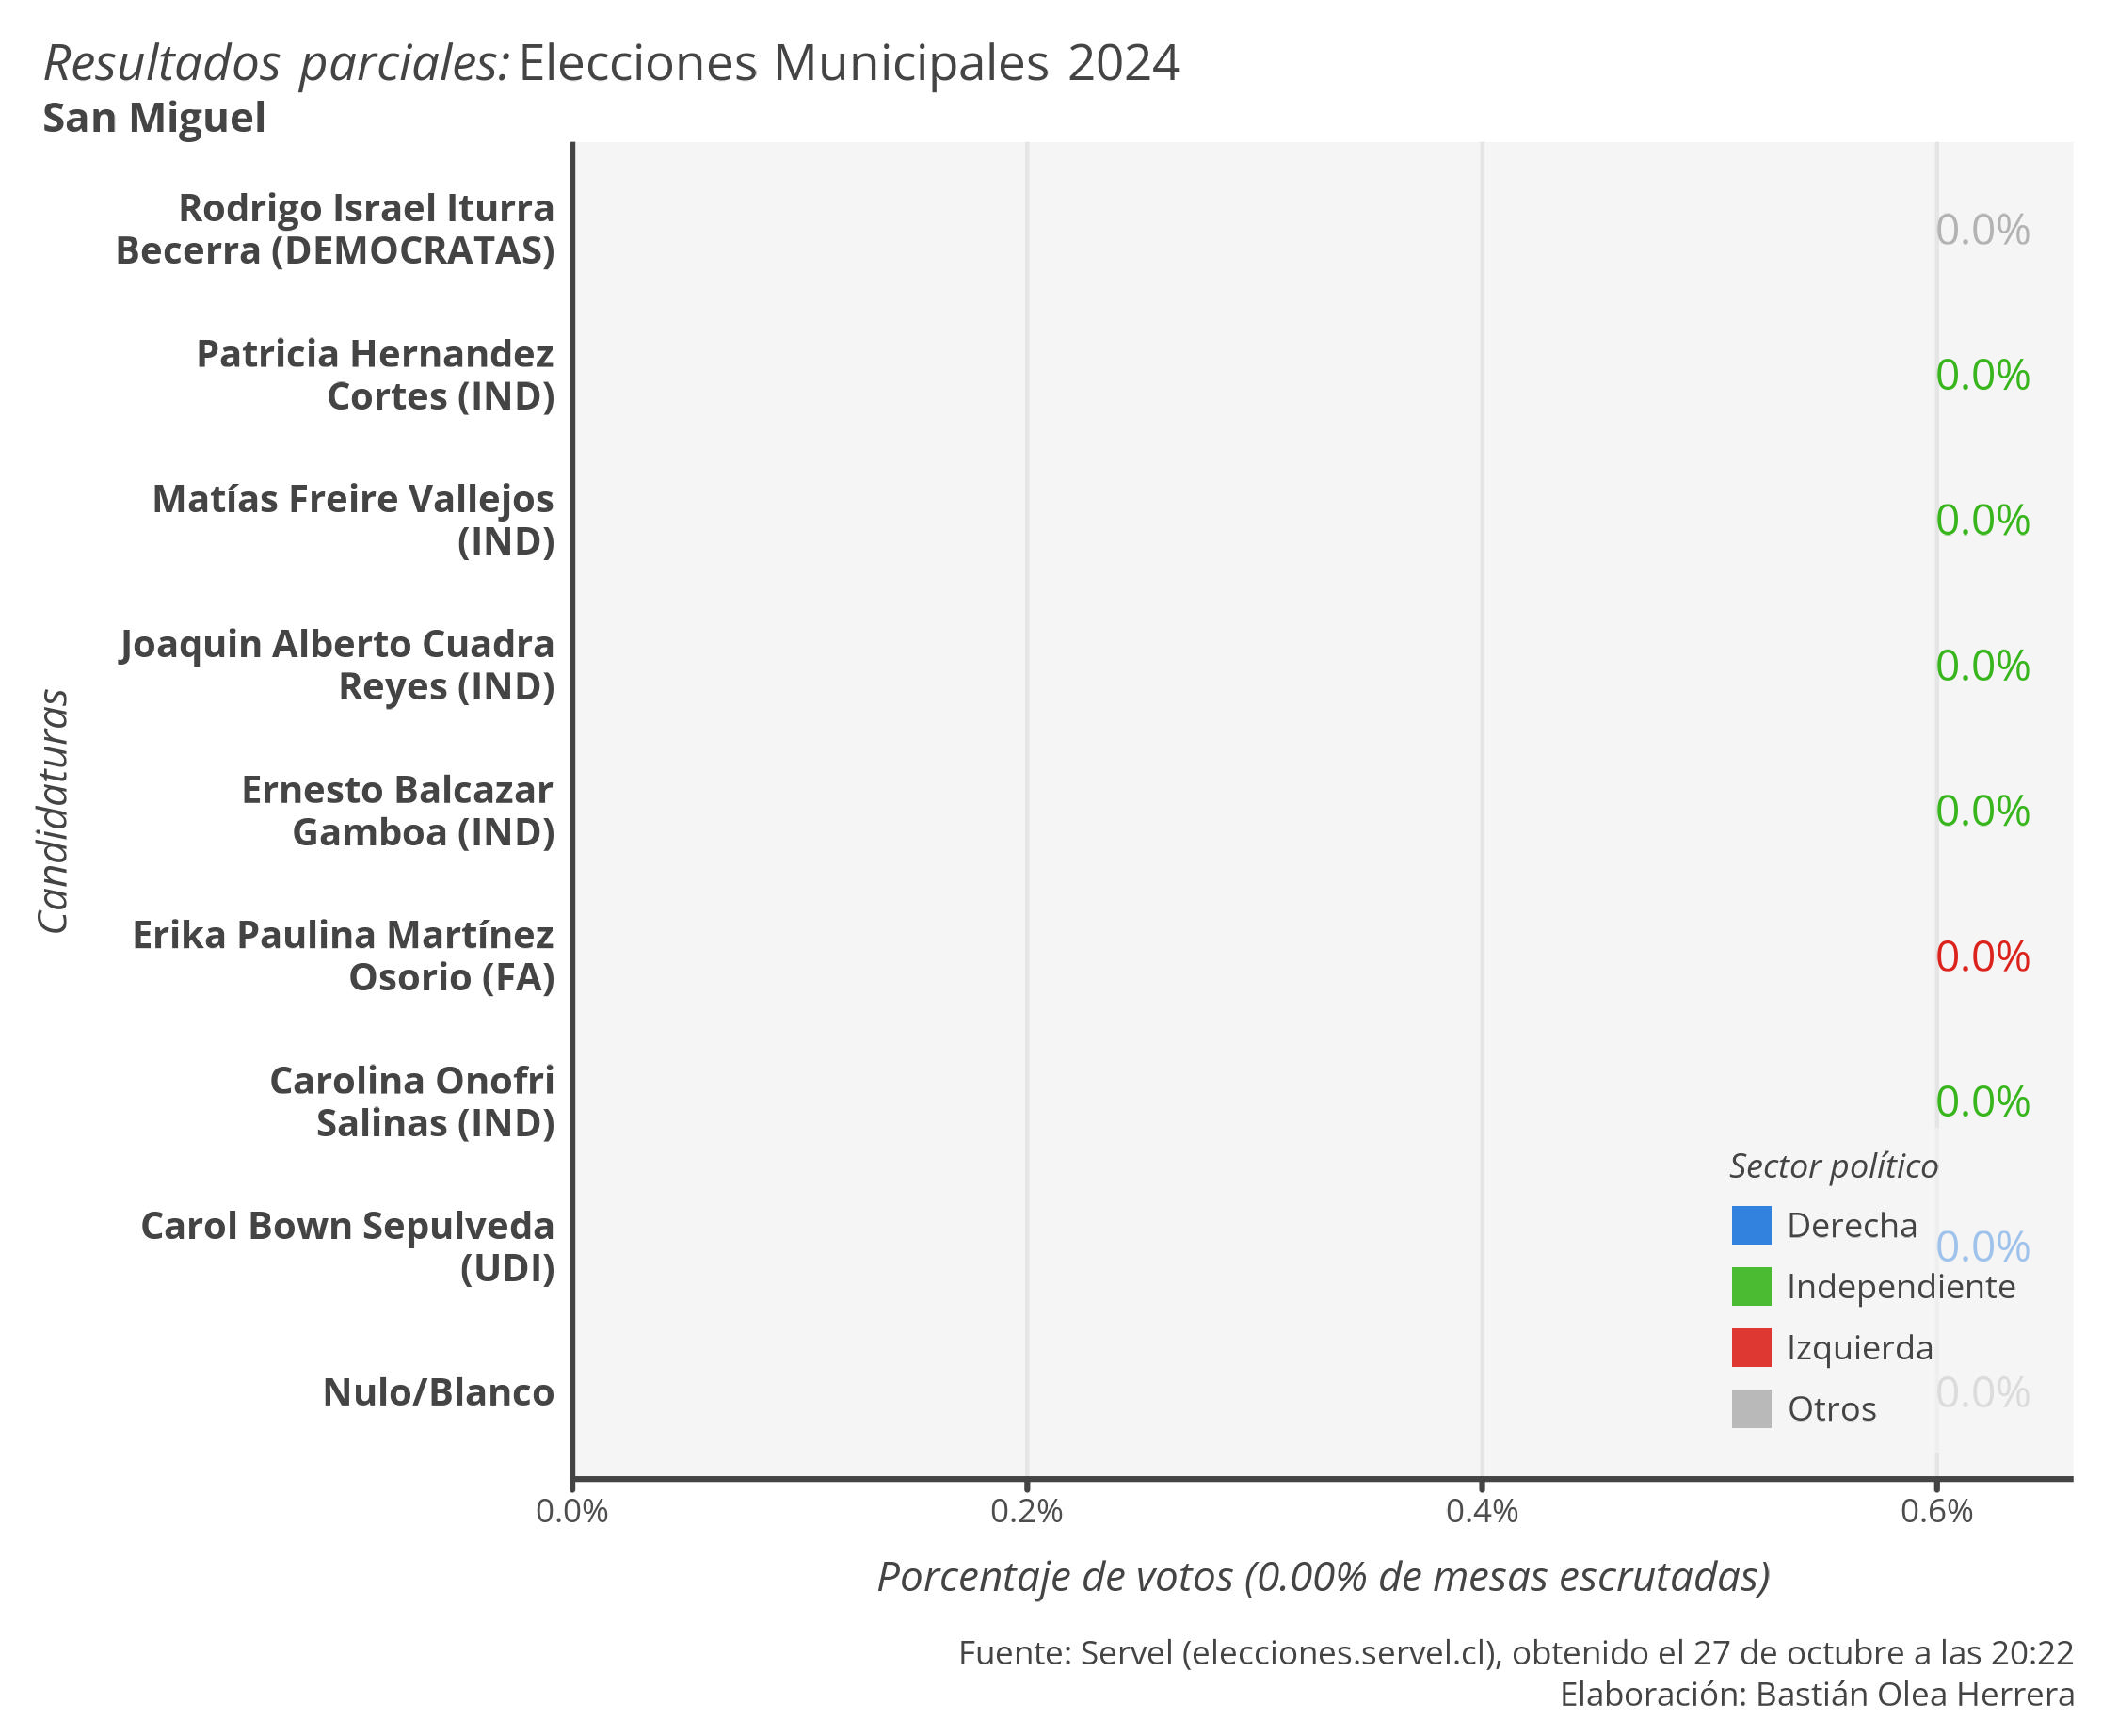 Resultados parciales: Elecciones Municipales 2024
San Miguel
Candidaturas
Rodrigo Israel Iturra
Becerra (DEMOCRATAS)
0.0%
Patricia Hernandez
Cortes (IND)
0.0%
Matías Freire Vallejos
(IND)
0.0%
Joaquin Alberto Cuadra
Reyes (IND)
0.0%
Ernesto Balcazar
Gamboa (IND)
0.0%
Erika Paulina Martínez
Osorio (FA)
0.0%
Carolina Onofri
Salinas (IND)
0.0%
Carol Bown Sepulveda
(UDI)
0.0%
Nulo/Blanco
0.0%
Sector político
Derecha
Independiente
Izquierda
Otros
0.0% 0.2% 0.4% 0.6%
Porcentaje de votos (0.00% de mesas escrutadas)
Fuente: Servel (elecciones.servel.cl), obtenido el 27 de octubre a las 20:22
Elaboración: Bastián Olea Herrera